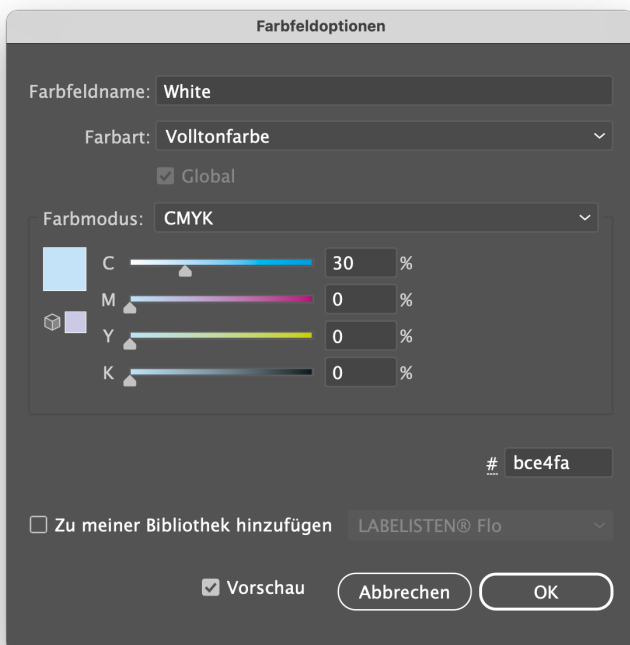 Farbfeldoptionen
Farbfeldname: White
Farbart: Volltonfarbe
Global
Farbmodus: CMYK
C 30 %
M 0 %
Y 0 %
K 0 %
# bce4fa
Zu meiner Bibliothek hinzufügen LABELISTEN® Flo
Vorschau Abbrechen OK